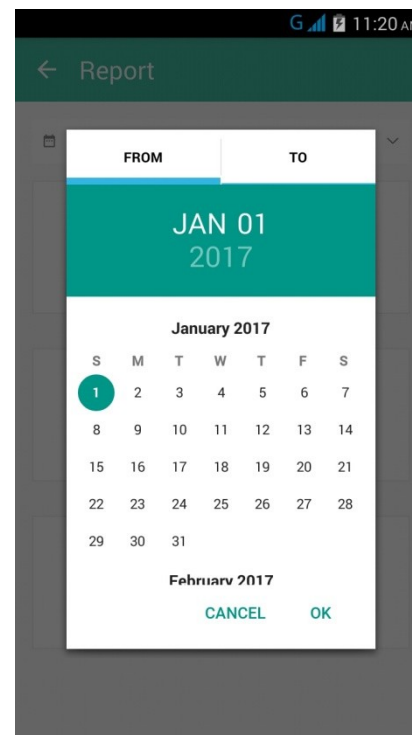 G 11:20 AM
Report
FROM TO
JAN 01
2017
January 2017
S M T W T F S
1 2 3 4 5 6 7
8 9 10 11 12 13 14
15 16 17 18 19 20 21
22 23 24 25 26 27 28
29 30 31
February 2017
CANCEL OK